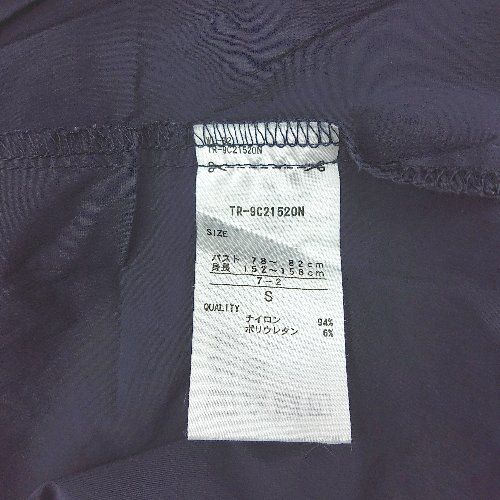 TR-9C21520N
TR-9C21520N
SIZE
バスト 78~ 82cm
身長 152~158cm
7-2
S
QUALITY
ナイロン 94%
ポリウレタン 6%